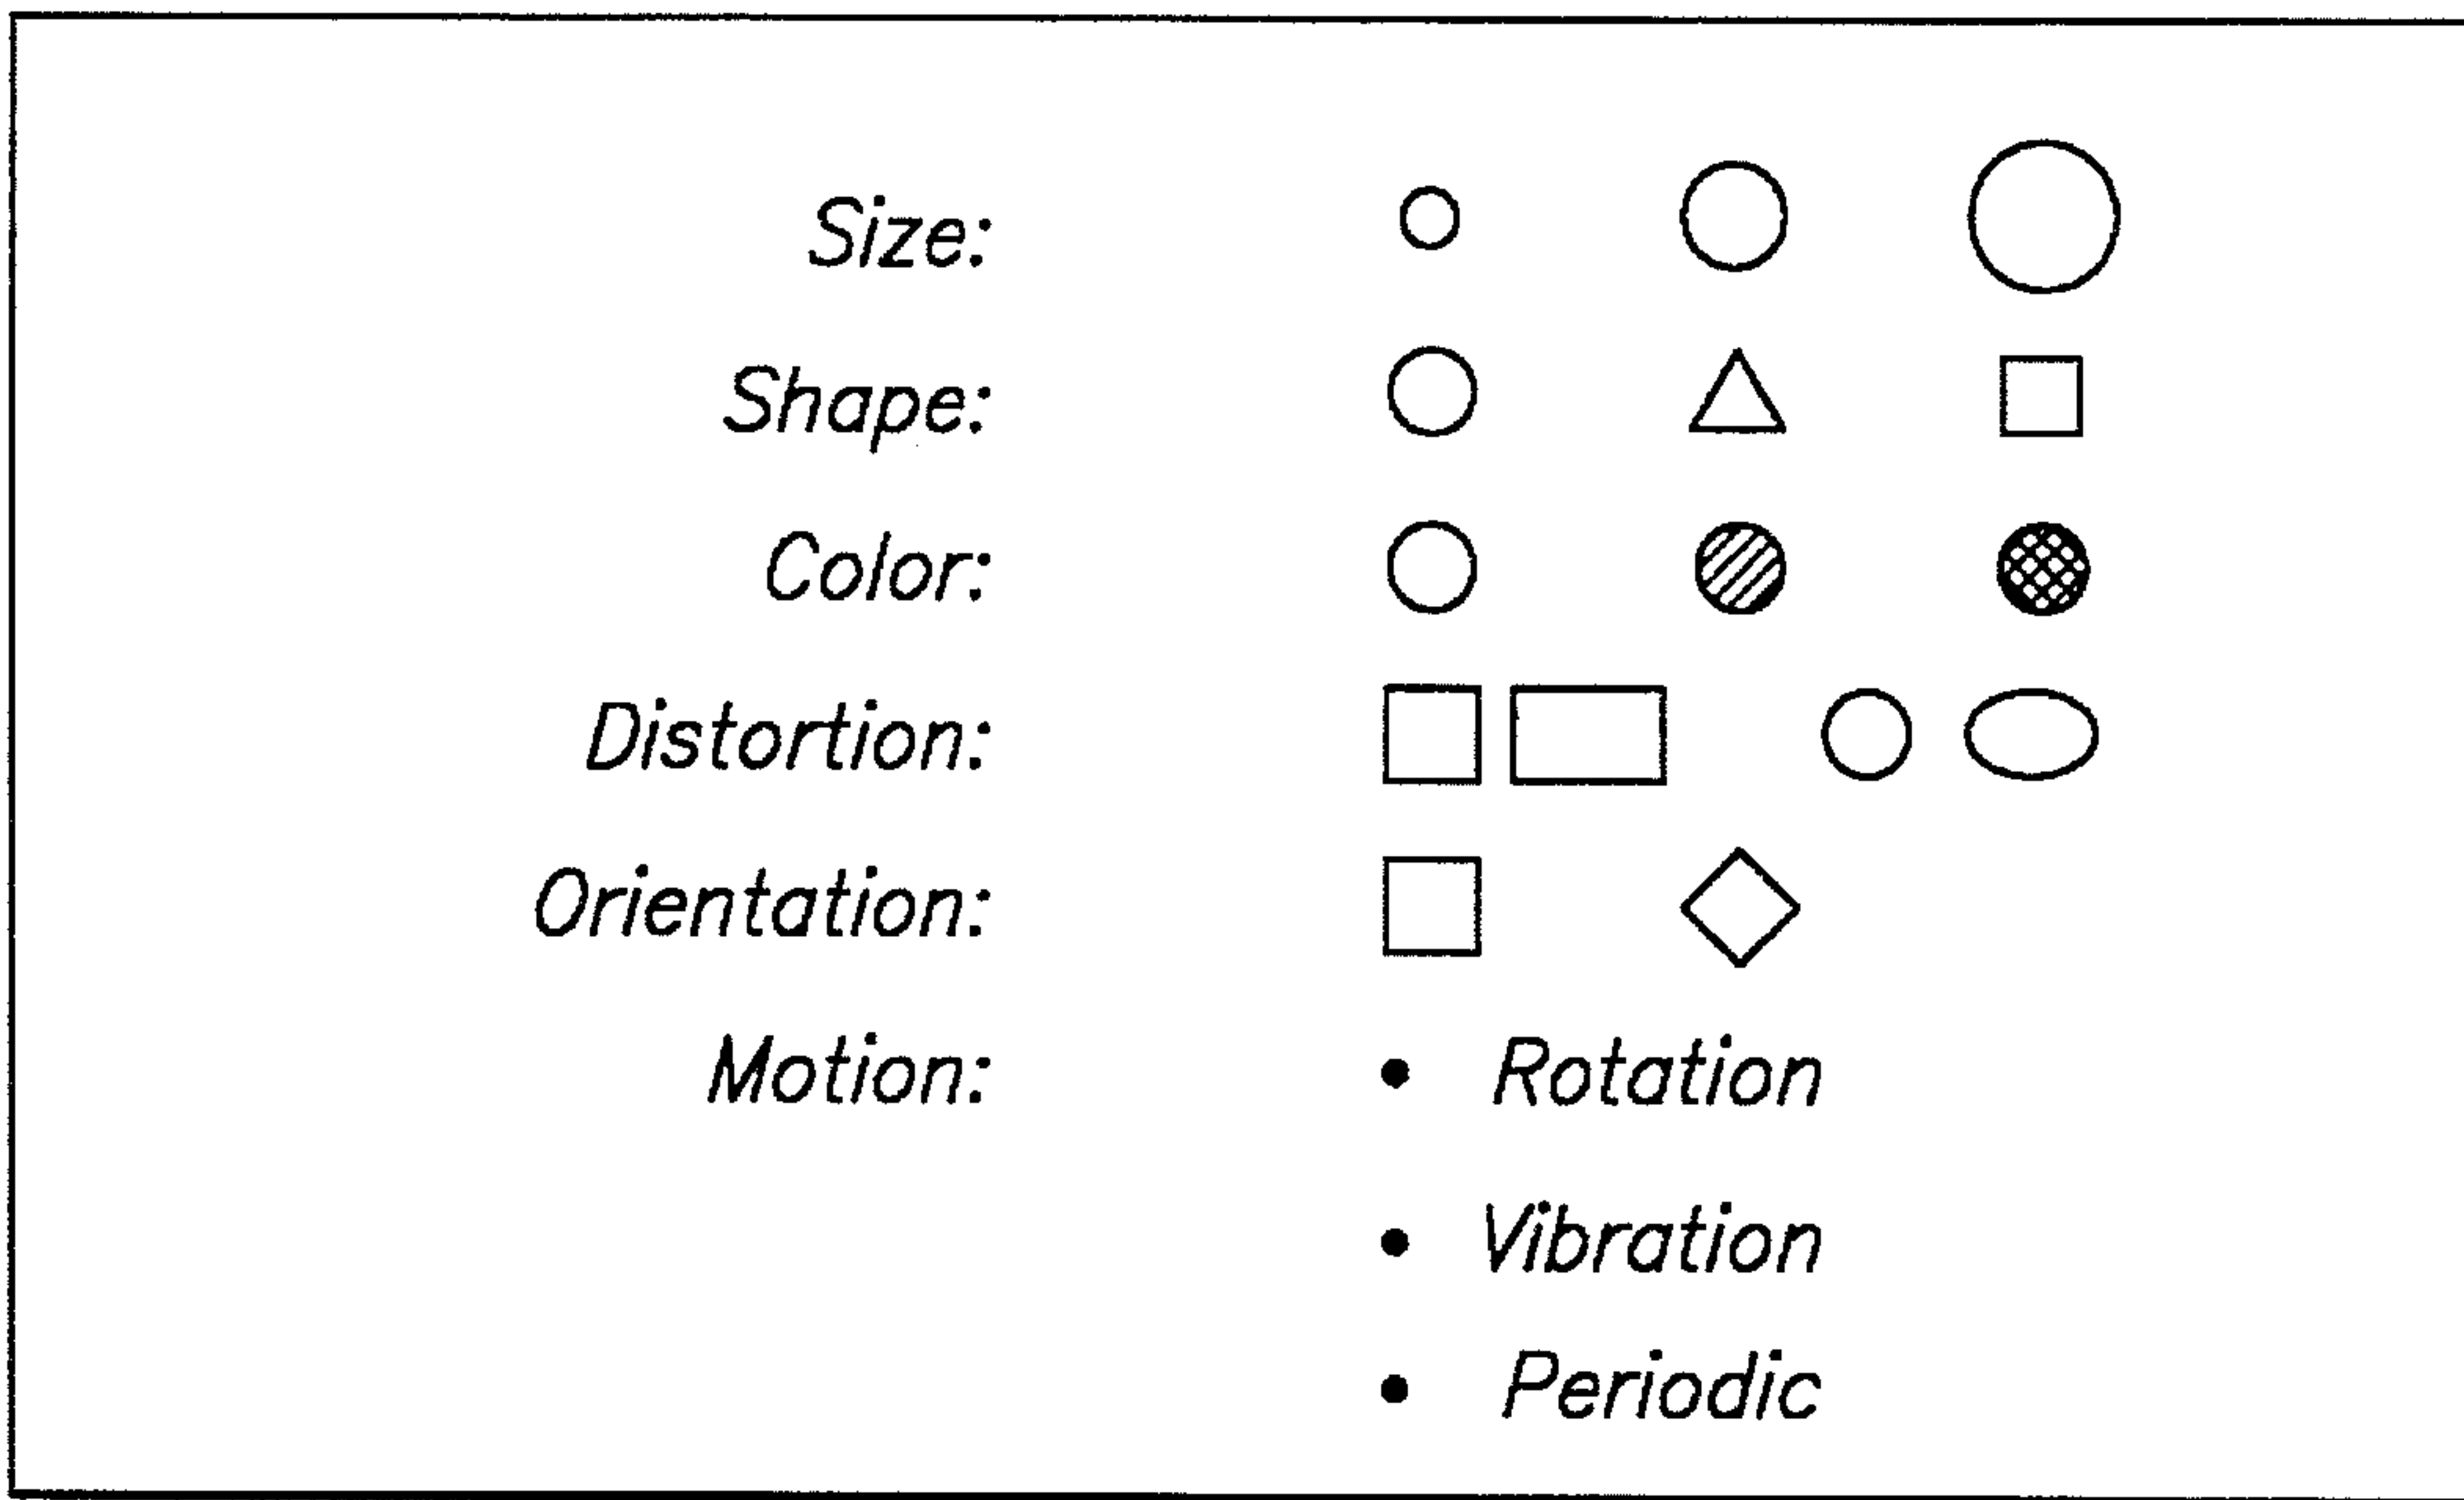 Size:
Shape:
Color:
Distortion:
Orientation:
Motion:
• Rotation
• Vibration
• Periodic